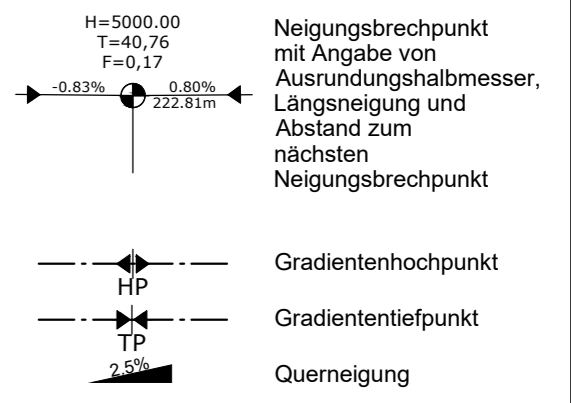 H=5000.00
T=40,76
F=0,17
-0.83% 0.80%
222.81m
Neigungsbrechpunkt
mit Angabe von
Ausrundungshalbmesser,
Längsneigung und
Abstand zum
nächsten
Neigungsbrechpunkt
HP
Gradientenhochpunkt
TP
Gradiententiefpunkt
2.5%
Querneigung